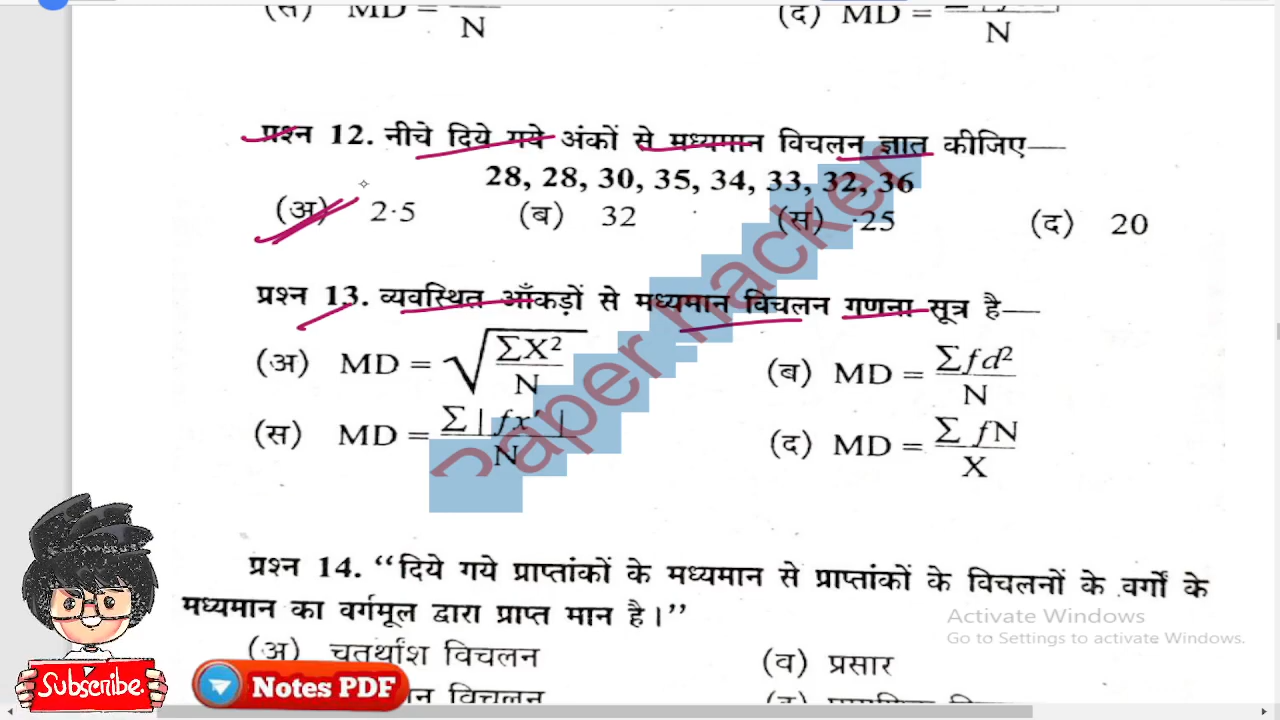 (स) MD = N
(द) MD = N
प्रश्न 12. नीचे दिये गये अंकों से मध्यमान विचलन ज्ञात कीजिए—
28, 28, 30, 35, 34, 33, 32, 36
(अ) 2·5 (ब) 32 (स) ·25 (द) 20
प्रश्न 13. व्यवस्थित आँकड़ों से मध्यमान विचलन गणना सूत्र है—
(अ) MD = √ΣX²/N (ब) MD = Σfd²/N
(स) MD = Σ|fx'|/N (द) MD = ΣfN/X
Paper hacker
प्रश्न 14. “दिये गये प्राप्तांकों के मध्यमान से प्राप्तांकों के विचलनों के वर्गों के
मध्यमान का वर्गमूल द्वारा प्राप्त मान है।”
(अ) चतर्थांश विचलन (व) प्रसार
न विचलन
Activate Windows
Go to Settings to activate Windows.
Subscribe.
Notes PDF